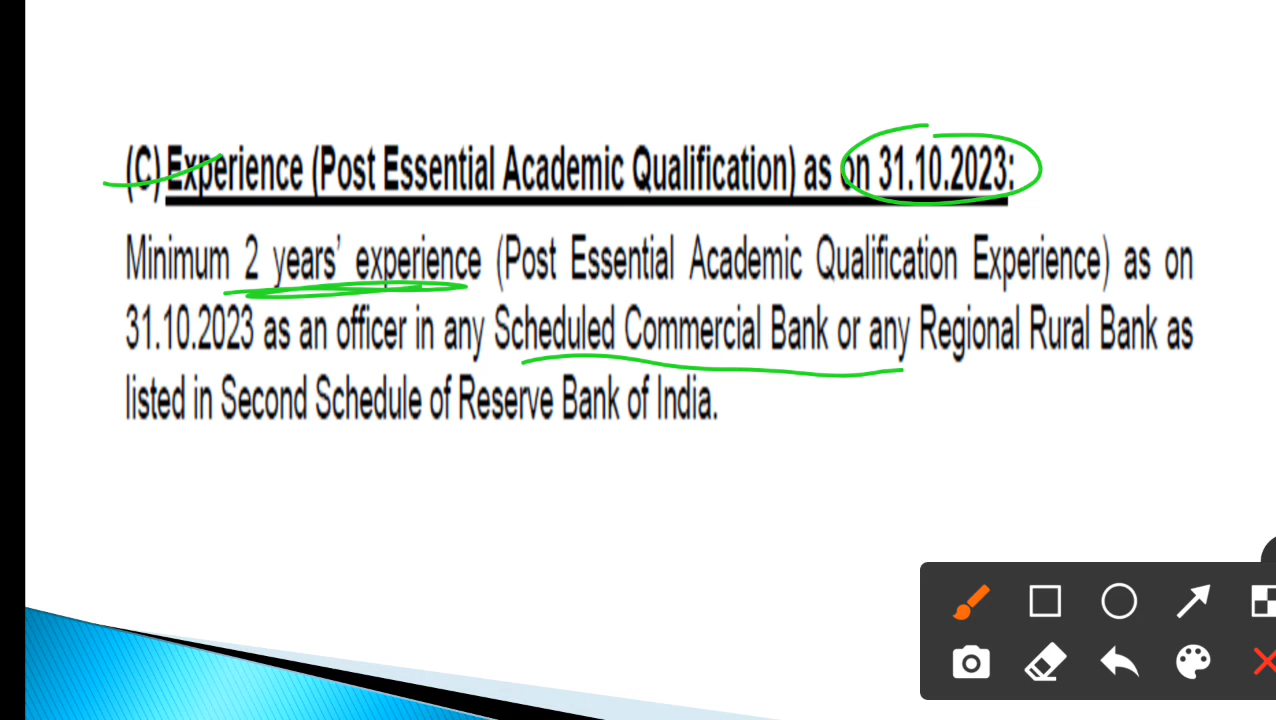 (C) Experience (Post Essential Academic Qualification) as on 31.10.2023:
Minimum 2 years’ experience (Post Essential Academic Qualification Experience) as on
31.10.2023 as an officer in any Scheduled Commercial Bank or any Regional Rural Bank as
listed in Second Schedule of Reserve Bank of India.